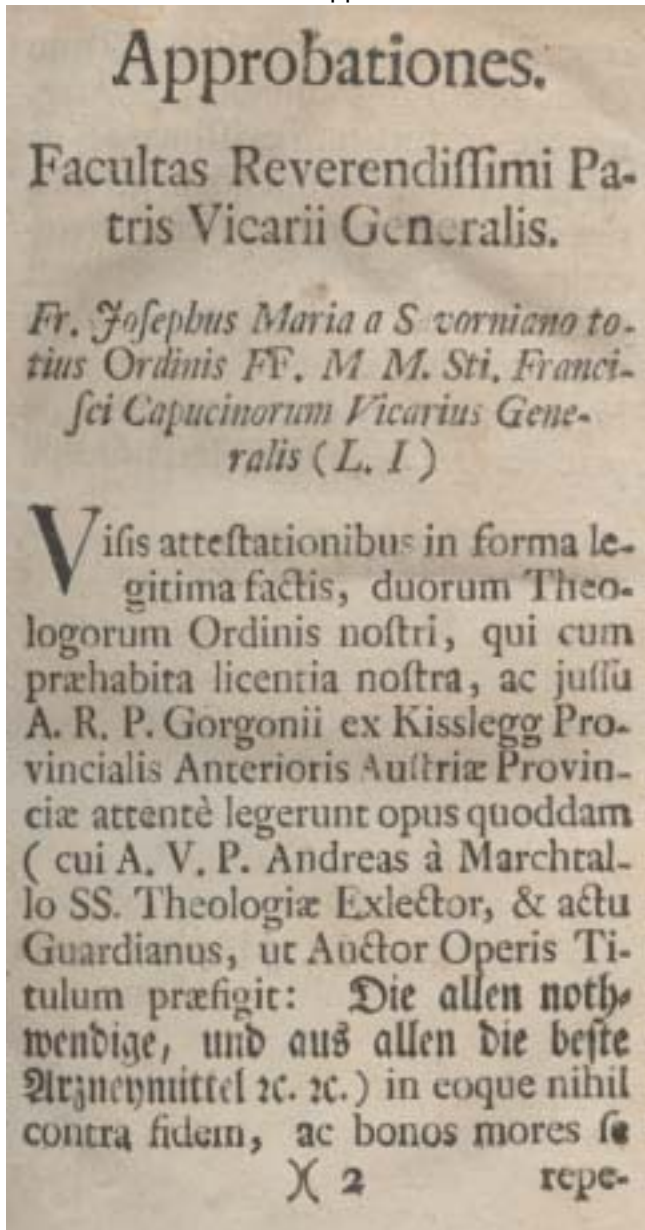 Approbationes.
Facultas Reverendiſſimi Pa-
tris Vicarii Generalis.
Fr. Joſephus Maria a S vorniano to-
tius Ordinis FF. M M. Sti. Franci-
ſci Capucinorum Vicarius Gene-
ralis ( L. I )
Viſis atteſtationibus in forma le-
gitima factis, duorum Theo-
logorum Ordinis noſtri, qui cum
præhabita licentia noſtra, ac juſſu
A. R. P. Gorgonii ex Kisslegg Pro-
vincialis Anterioris Auſtriæ Provin-
ciæ attentè legerunt opus quoddam
( cui A. V. P. Andreas à Marchtal-
lo SS. Theologiæ Exlector, & actu
Guardianus, ut Auctor Operis Ti-
tulum præfigit: Die allen noth-
wendige, und aus allen die beſte
Arzneymittel ꝛc. ꝛc.) in eoque nihil
contra fidem, ac bonos mores ſe
)( 2 repe-